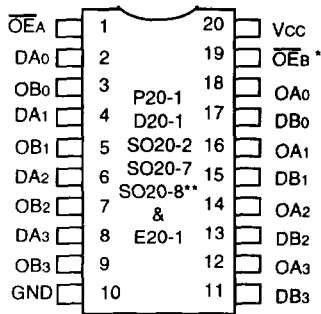 OEA 1 20 Vcc
DA0 2 19 OEB *
OB0 3 18 OA0
P20-1
DA1 4 17 DB0
D20-1
OB1 5 SO20-2 16 OA1
SO20-7
DA2 6 15 DB1
SO20-8**
OB2 7 14 OA2
&
DA3 8 13 DB2
E20-1
OB3 9 12 OA3
GND 10 11 DB3